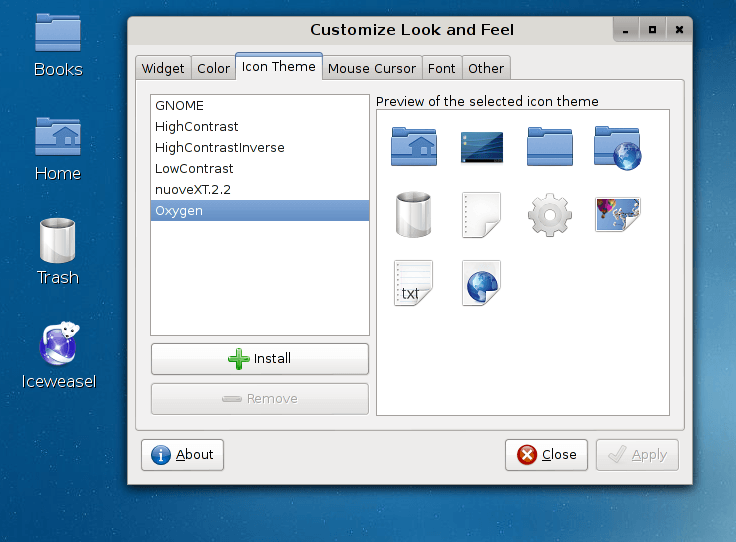 Books
Home
Trash
Iceweasel
Customize Look and Feel
Widget
Color
Icon Theme
Mouse Cursor
Font
Other
GNOME
HighContrast
HighContrastInverse
LowContrast
nuoveXT.2.2
Oxygen
Install
Remove
Preview of the selected icon theme
txt
About
Close
Apply